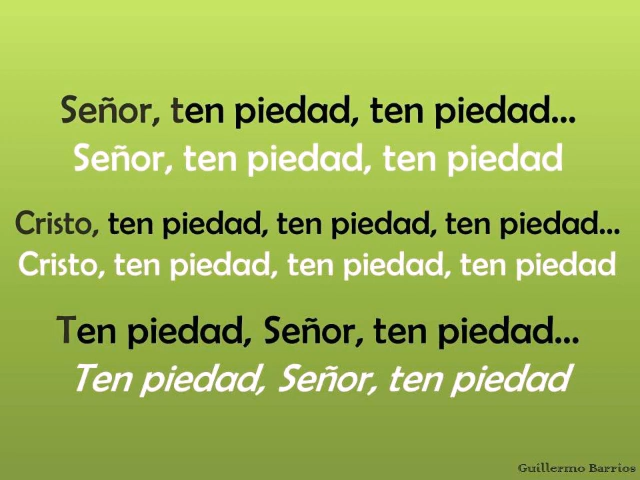 Señor, ten piedad, ten piedad...
Señor, ten piedad, ten piedad
Cristo, ten piedad, ten piedad, ten piedad...
Cristo, ten piedad, ten piedad, ten piedad
Ten piedad, Señor, ten piedad...
Ten piedad, Señor, ten piedad
Guillermo Barrios